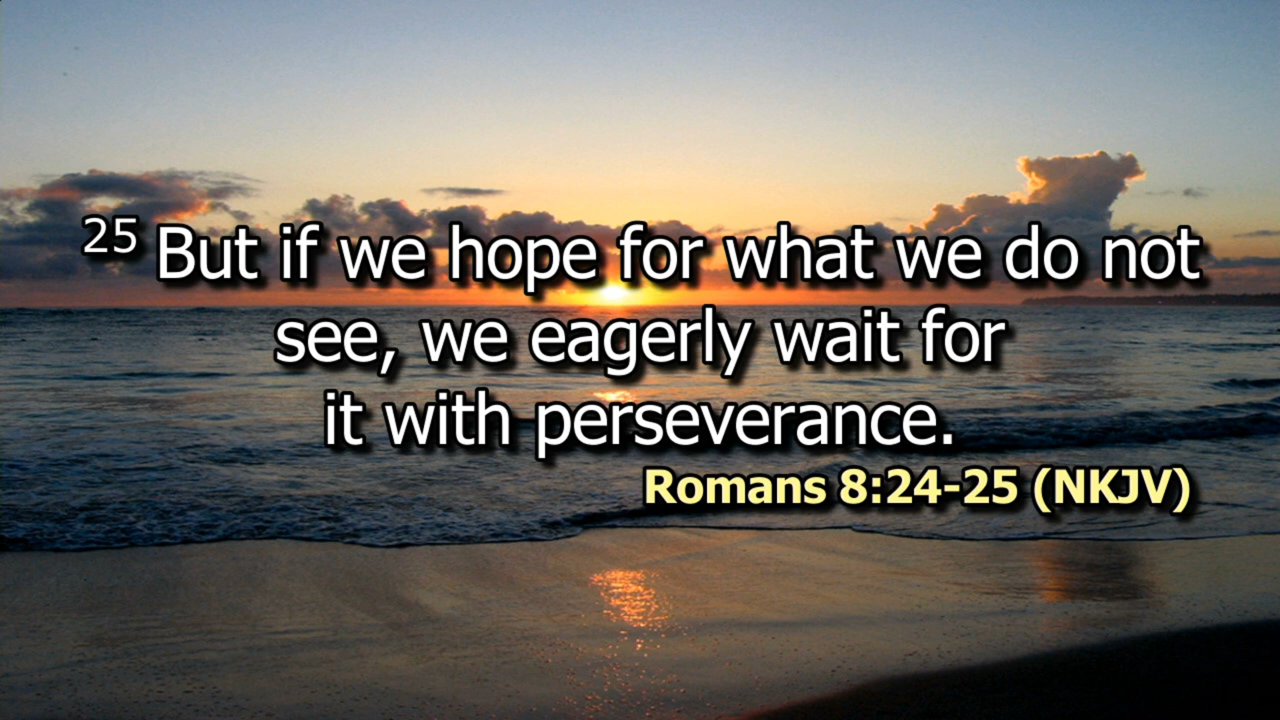 25 But if we hope for what we do not
see, we eagerly wait for
it with perseverance.
Romans 8:24-25 (NKJV)